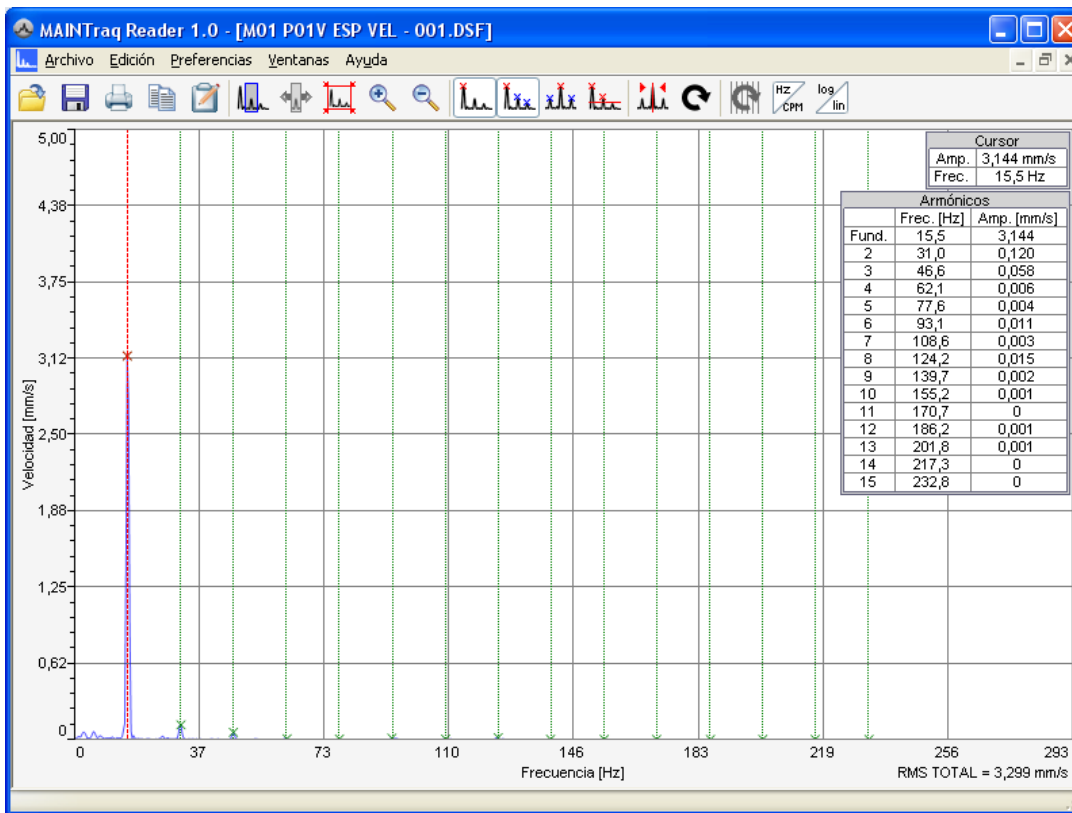 MAINTraq Reader 1.0 - [M01 P01V ESP VEL - 001.DSF]
Archivo Edición Preferencias Ventanas Ayuda
Hz/CPM log/lin
Cursor
Amp. 3,144 mm/s
Frec. 15,5 Hz
Armónicos
Frec. [Hz] Amp. [mm/s]
Fund. 15,5 3,144
2 31,0 0,120
3 46,6 0,058
4 62,1 0,006
5 77,6 0,004
6 93,1 0,011
7 108,6 0,003
8 124,2 0,015
9 139,7 0,002
10 155,2 0,001
11 170,7 0
12 186,2 0,001
13 201,8 0,001
14 217,3 0
15 232,8 0
5,00
4,38
3,75
3,12
2,50
1,88
1,25
0,62
0
Velocidad [mm/s]
0 37 73 110 146 183 219 256 293
Frecuencia [Hz]
RMS TOTAL = 3,299 mm/s